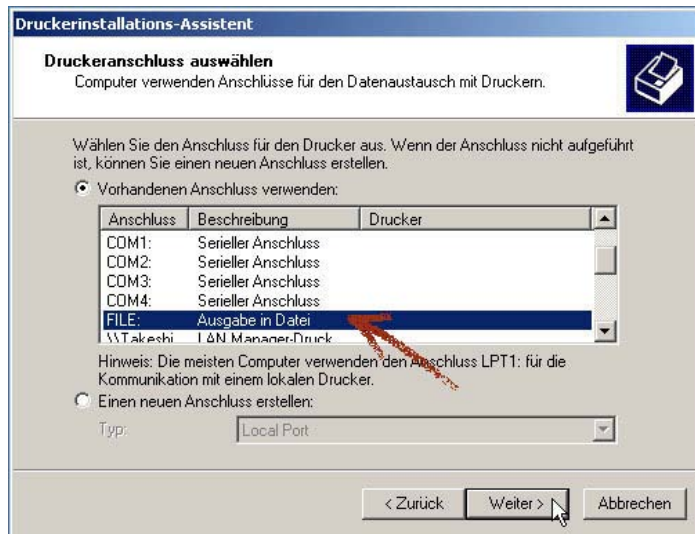 Druckerinstallations-Assistent
Druckeranschluss auswählen
Computer verwenden Anschlüsse für den Datenaustausch mit Druckern.
Wählen Sie den Anschluss für den Drucker aus. Wenn der Anschluss nicht aufgeführt
ist, können Sie einen neuen Anschluss erstellen.
Vorhandenen Anschluss verwenden:
Anschluss Beschreibung Drucker
COM1: Serieller Anschluss
COM2: Serieller Anschluss
COM3: Serieller Anschluss
COM4: Serieller Anschluss
FILE: Ausgabe in Datei
\\Takeshi LAN Manager-Druck
Hinweis: Die meisten Computer verwenden den Anschluss LPT1: für die
Kommunikation mit einem lokalen Drucker.
Einen neuen Anschluss erstellen:
Typ: Local Port
< Zurück Weiter > Abbrechen